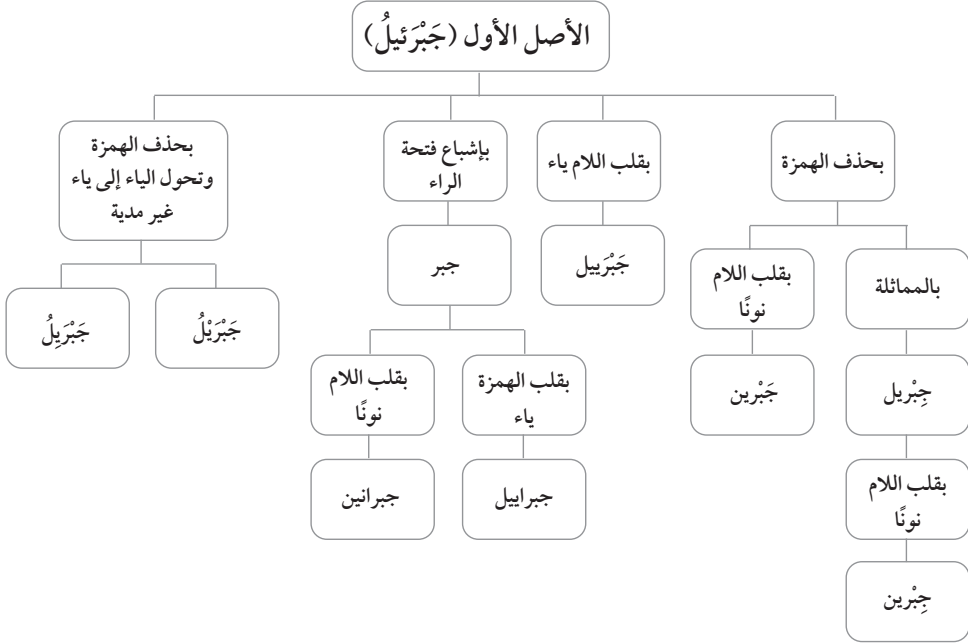 الأصل الأول (جَبْرَئيلُ)
بحذف الهمزة
بقلب اللام ياء
بإشباع فتحة
الراء
بحذف الهمزة
وتحول الياء إلى ياء
غير مدية
بالمماثلة
بقلب اللام
نونًا
جَبْرَييل
جبر
جَبْرَيْلُ
جَبْرَيِلُ
جِبْريل
جَبْرين
بقلب الهمزة
ياء
بقلب اللام
نونًا
بقلب اللام
نونًا
جبراييل
جبرانين
جِبْرين